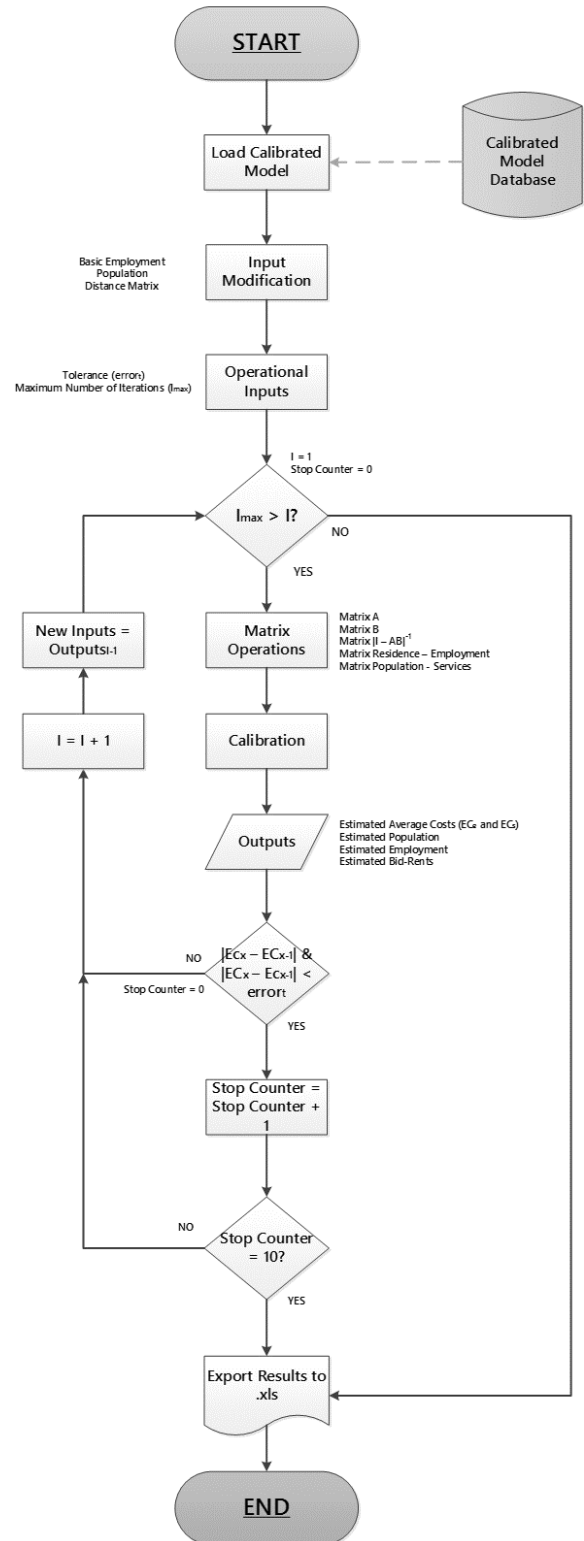 START
Load Calibrated
Model
Calibrated
Model
Database
Basic Employment
Population
Distance Matrix
Input
Modification
Tolerance (errort)
Maximum Number of Iterations (Imax)
Operational
Inputs
I = 1
Stop Counter = 0
Imax > I?
NO
YES
New Inputs =
OutputsI-1
Matrix
Operations
Matrix A
Matrix B
Matrix |I – AB|-1
Matrix Residence – Employment
Matrix Population - Services
I = I + 1
Calibration
Outputs
Estimated Average Costs (ECe and ECs)
Estimated Population
Estimated Employment
Estimated Bid-Rents
NO
Stop Counter = 0
|ECx – ECx-1| &
|ECx – Ecx-1| <
errort
YES
Stop Counter =
Stop Counter +
1
NO
Stop Counter
= 10?
YES
Export Results to
.xls
END